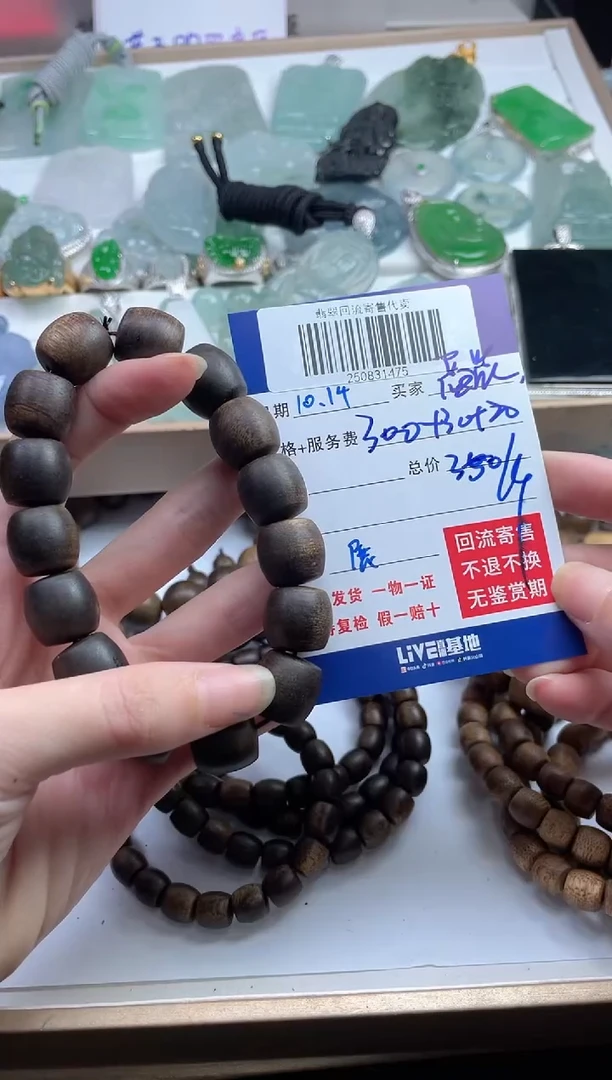 翡翠回流寄售代卖
250831475
期 10.14 买家
格+服务费 300+30+20
总价 350/
回流寄售
不退不换
无鉴赏期
发货 一物一证
复检 假一赔十
LiVE 基地